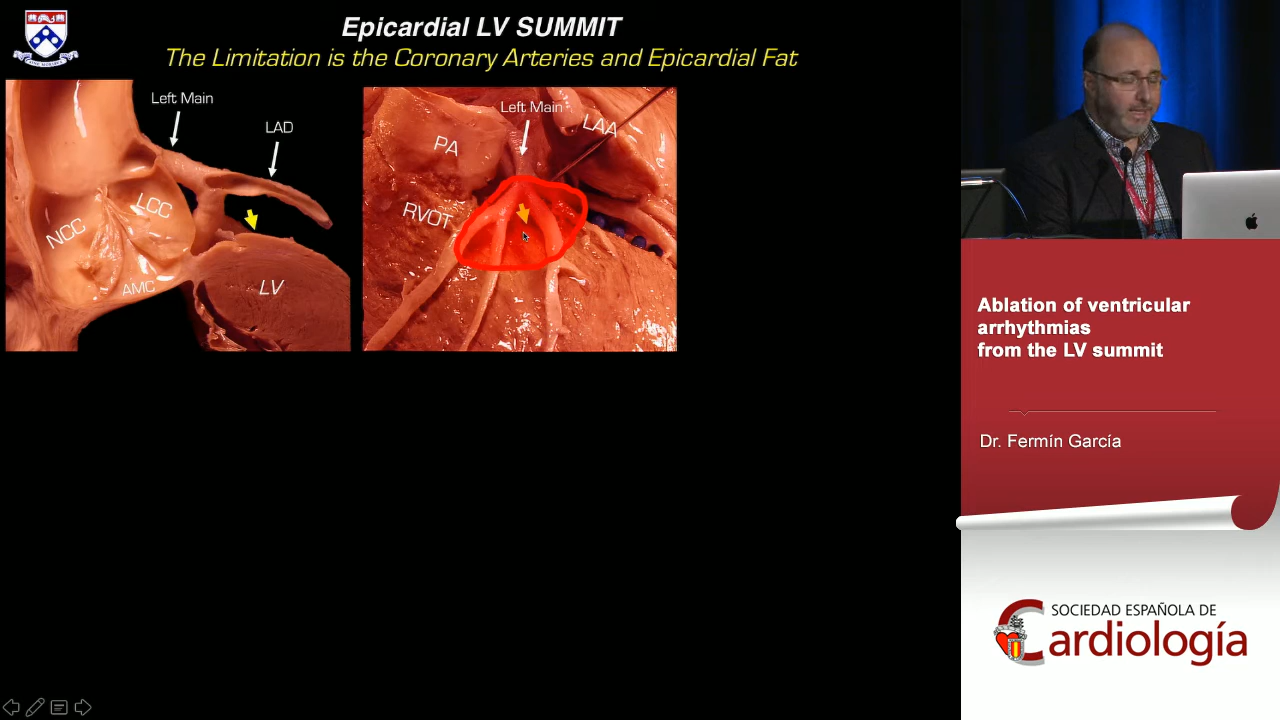 Epicardial LV SUMMIT
The Limitation is the Coronary Arteries and Epicardial Fat
Left Main
LAD
LCC
NCC
AMC
LV
Left Main
LAA
PA
RVOT
Ablation of ventricular
arrhythmias
from the LV summit
Dr. Fermín García
SOCIEDAD ESPAÑOLA DE
Cardiología